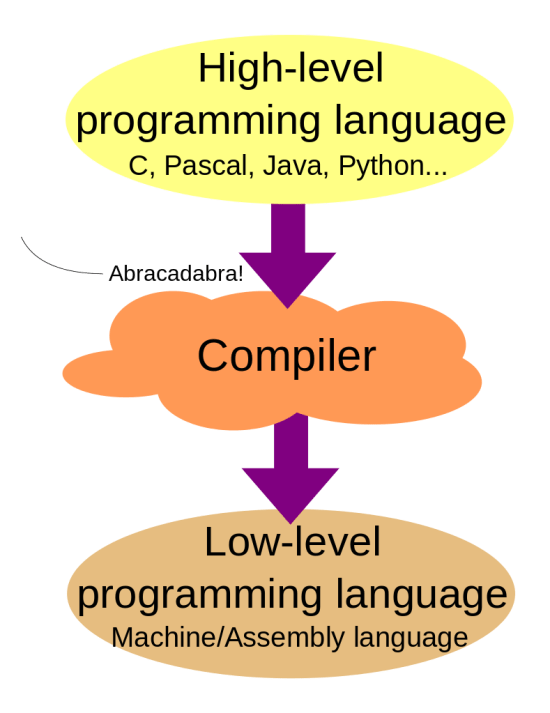 High-level
programming language
C, Pascal, Java, Python...
Abracadabra!
Compiler
Low-level
programming language
Machine/Assembly language